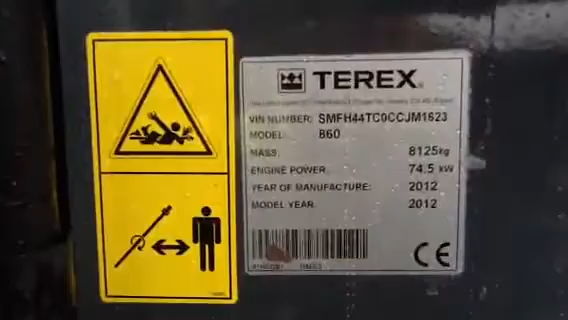 TEREX
VIN NUMBER: SMFH44TC0CCJM1623
MODEL: 860
MASS: 8125kg
ENGINE POWER: 74.5 kW
YEAR OF MANUFACTURE: 2012
MODEL YEAR: 2012
CE